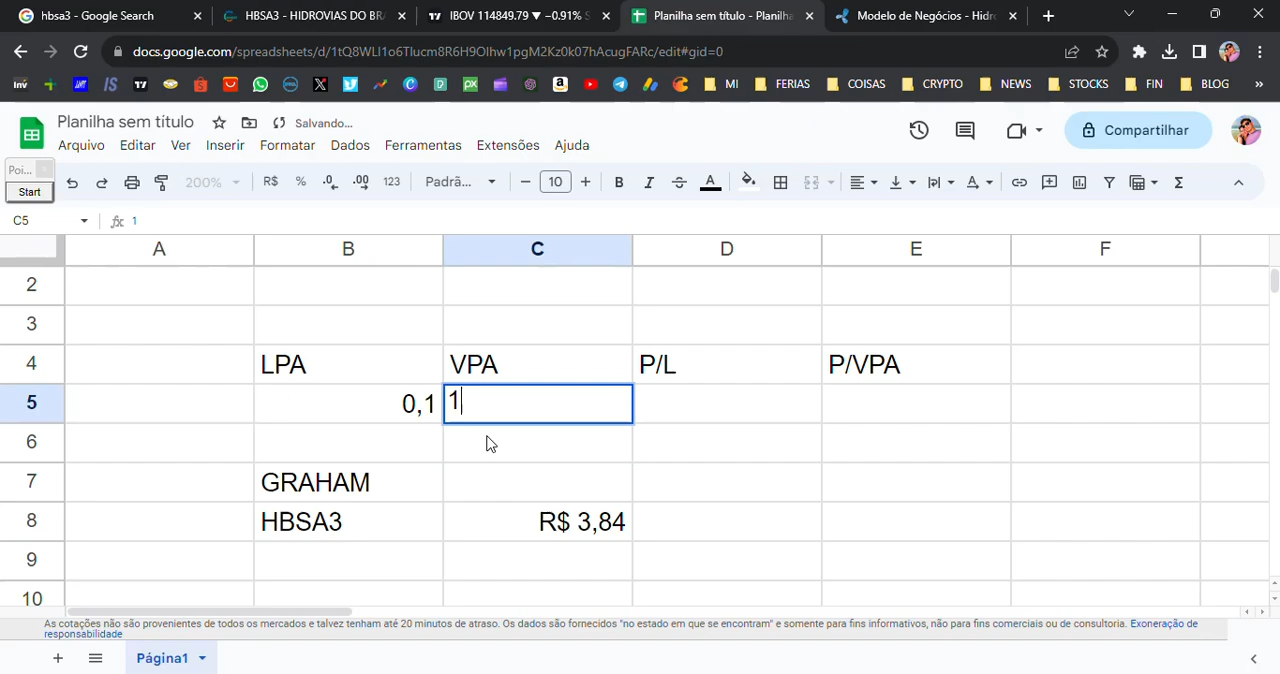 hbsa3 - Google Search
HBSA3 - HIDROVIAS DO BRA
IBOV 114849.79 ▼ −0.91% S
Planilha sem título - Planilha
Modelo de Negócios - Hidro
docs.google.com/spreadsheets/d/1tQ8WLI1o6Tlucm8R6H9OIhw1pgM2Kz0k07hAcugFARc/edit#gid=0
MI
FERIAS
COISAS
CRYPTO
NEWS
STOCKS
FIN
BLOG
»
Planilha sem título
Salvando...
Arquivo Editar Ver Inserir Formatar Dados Ferramentas Extensões Ajuda
Compartilhar
Poi...
Start
200% R$ % .0 .00 123 Padrã... − 10 + B I A Σ
C5 fx 1
A B C D E F
2
3
4 LPA VPA P/L P/VPA
5 0,1 1
6
7 GRAHAM
8 HBSA3 R$ 3,84
9
10
As cotações não são provenientes de todos os mercados e talvez tenham até 20 minutos de atraso. Os dados são fornecidos "no estado em que se encontram" e somente para fins informativos, não para fins comerciais ou de consultoria. Exoneração de
responsabilidade
Página1